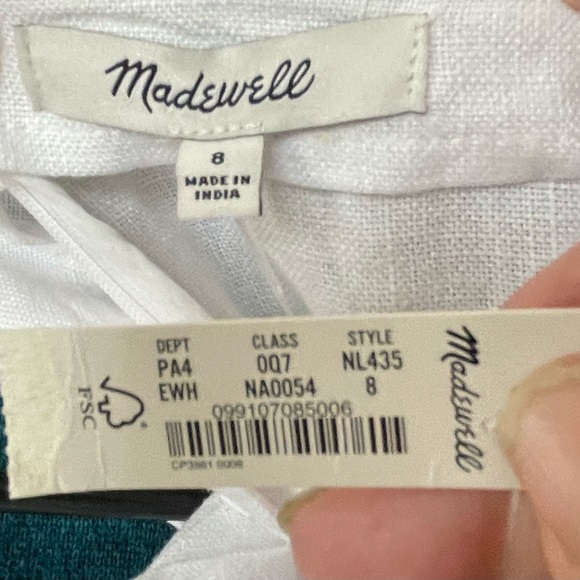 Madewell
8
MADE IN
INDIA
DEPT CLASS STYLE
PA4 0Q7 NL435
EWH NA0054 8
099107085006
FSC
Madewell